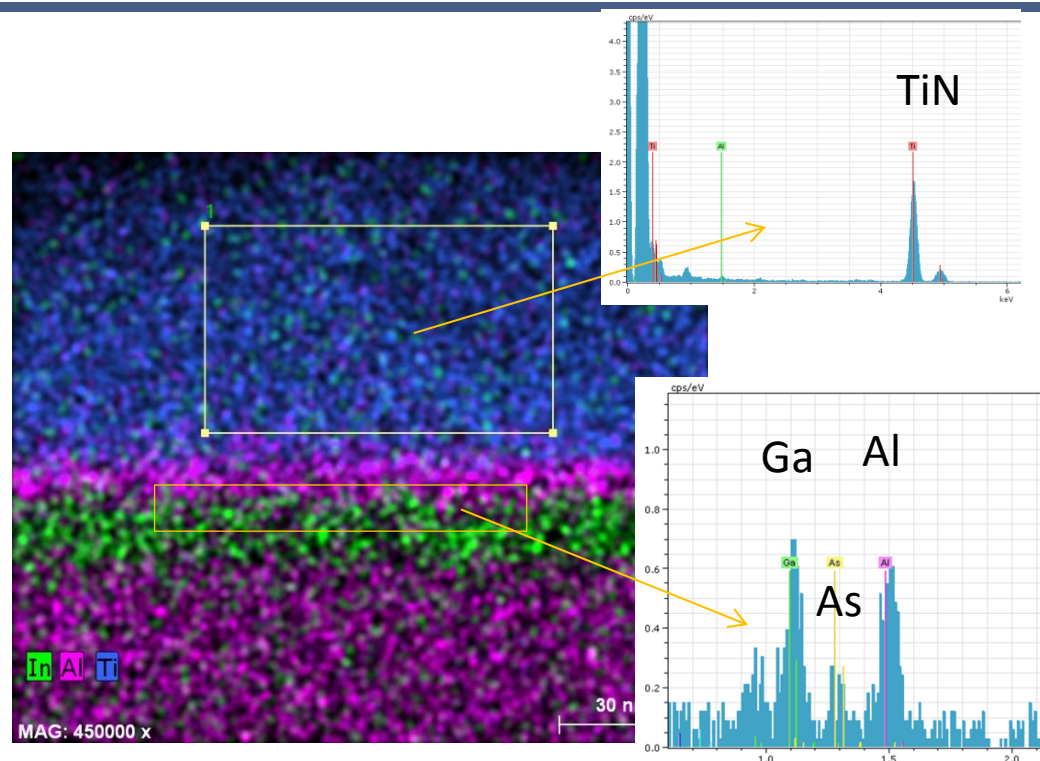 cps/eV
4.0
3.5
3.0
2.5
2.0
1.5
1.0
0.5
0.0
TiN
Ti Al Ti
0 2 4 6
keV
1
In Al Ti
30 n
MAG: 450000 x
cps/eV
1.0
0.8
0.6
0.4
0.2
0.0
Ga Al
Ga As Al
As
1.0 1.5 2.0